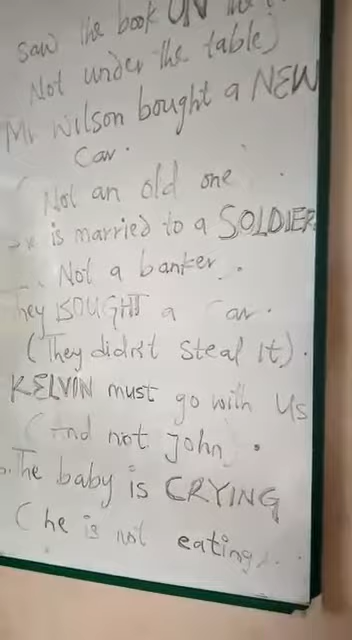 saw the book ON the
Not under the table)
Mr Wilson bought a NEW
Car.
Not an old one
is married to a SOLDIER
Not a banker.
hey BOUGHT a ar.
(They didn't steal it).
KELVIN must go with us
(And not john.
The baby is CRYING
(he is not eating